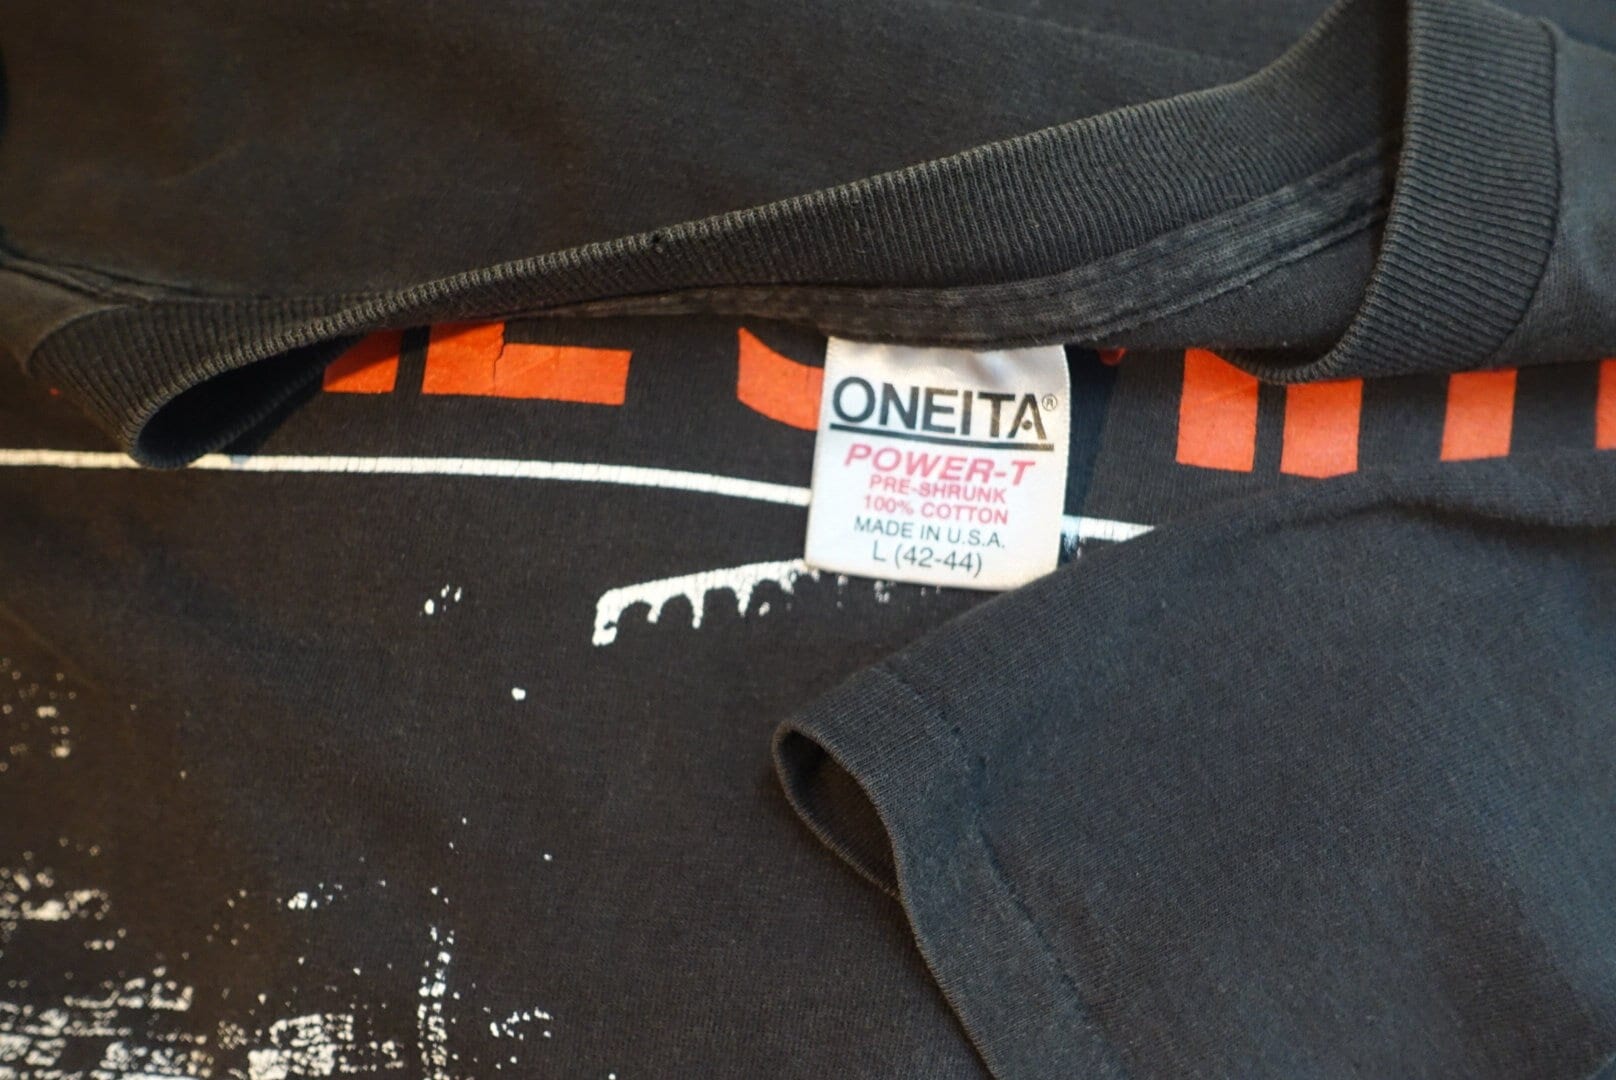 ONEITA®
POWER-T
PRE-SHRUNK
100% COTTON
MADE IN U.S.A.
L (42-44)